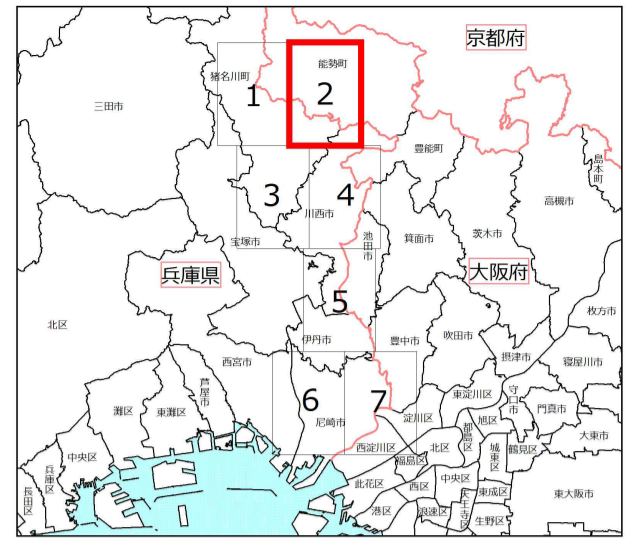 京都府
能勢町
猪名川町
2
1
三田市
豊能町
島本町
3
4
高槻市
川西市
池田市
箕面市
茨木市
宝塚市
兵庫県
大阪府
5
枚方市
北区
伊丹市
豊中市
吹田市
摂津市
西宮市
寝屋川市
芦屋市
6
7
東淀川区
守口市
門真市
灘区
東灘区
尼崎市
淀川区
都島区
旭区
大東市
西淀川区
北区
城東区
鶴見区
中央区
福島区
兵庫区
此花区
西区
中央区
東成区
東大阪市
長田区
港区
浪速区
天王寺区
生野区